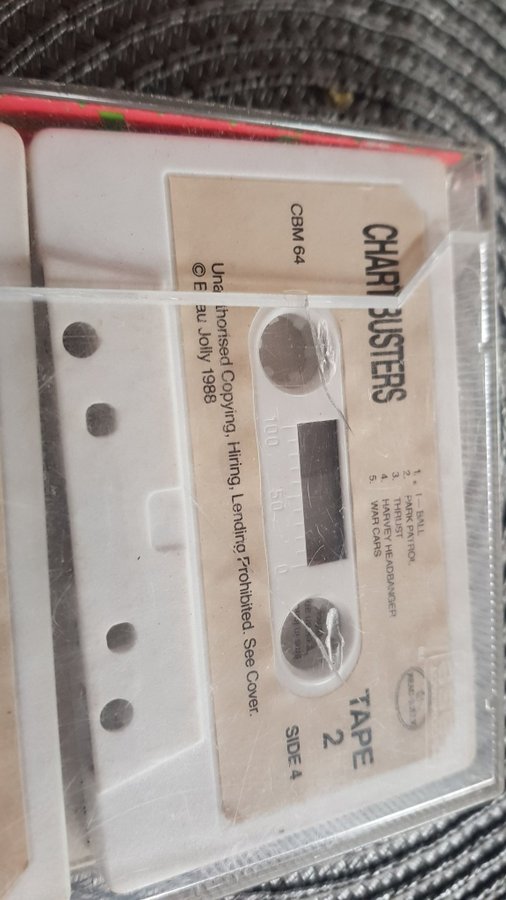 CHARTBUSTERS
CBM 64
1. I - BALL
2. PARK PATROL
3. THRUST
4. HARVEY HEADBANGER
5. WAR CARS
TAPE
2
SIDE 4
100 50 0
Unauthorised Copying, Hiring, Lending Prohibited. See Cover.
© Beau Jolly 1988